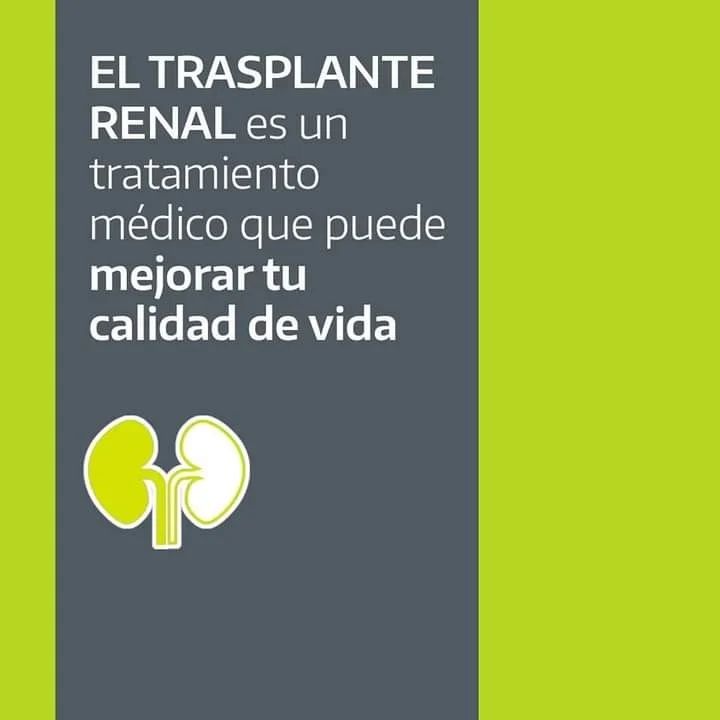 EL TRASPLANTE
RENAL es un
tratamiento
médico que puede
mejorar tu
calidad de vida